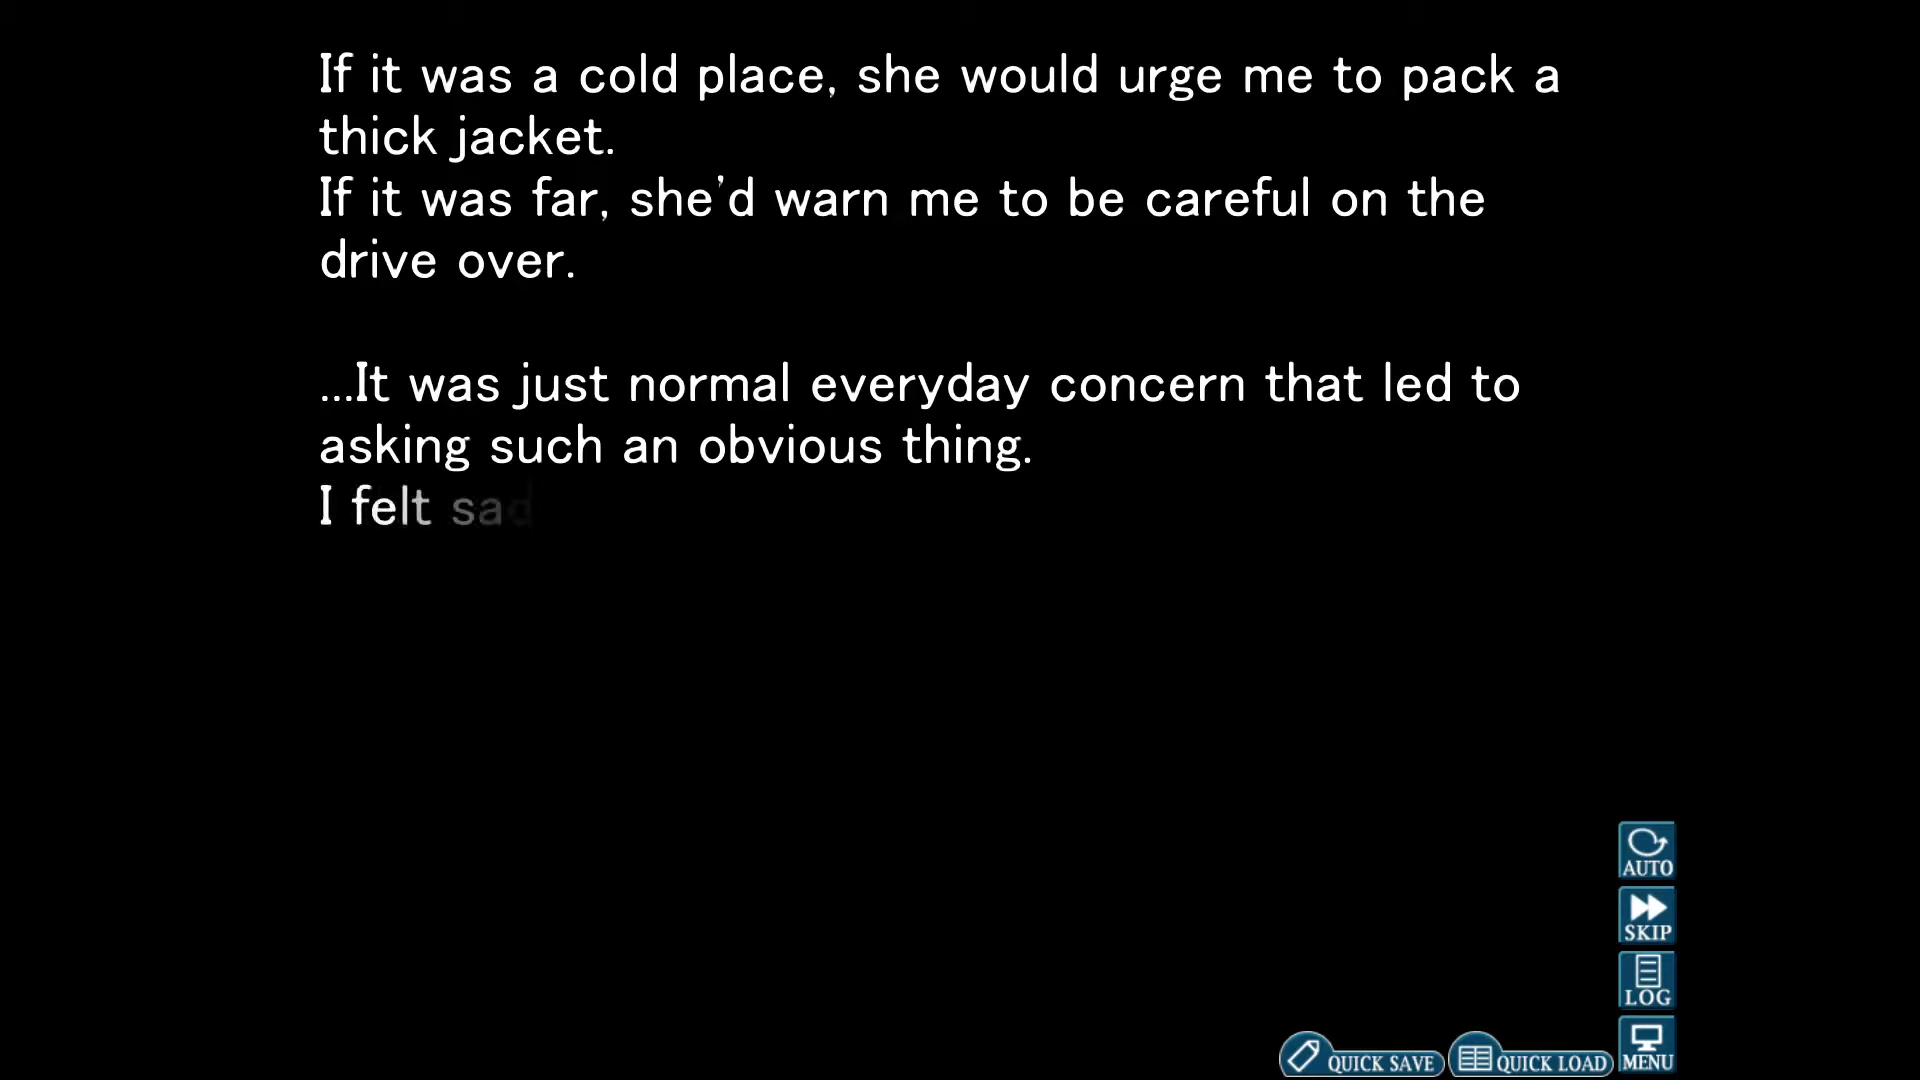 If it was a cold place, she would urge me to pack a
thick jacket.
If it was far, she'd warn me to be careful on the
drive over.
...It was just normal everyday concern that led to
asking such an obvious thing.
I felt sad
AUTO
SKIP
LOG
MENU
QUICK SAVE
QUICK LOAD